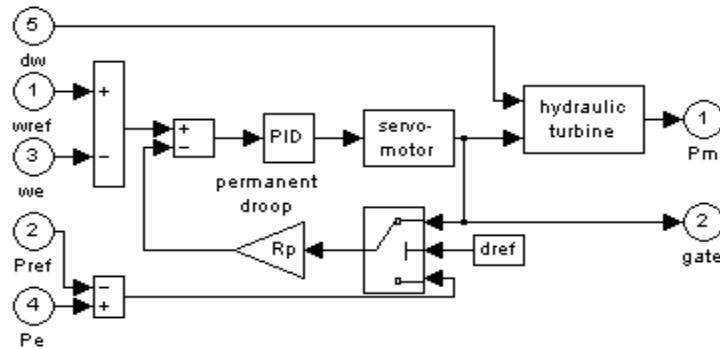 5
dw
1
wref
3
we
2
Pref
4
Pe
+
−
+
−
PID
servo-
motor
permanent
droop
Rp
dref
−
+
hydraulic
turbine
1
Pm
2
gate